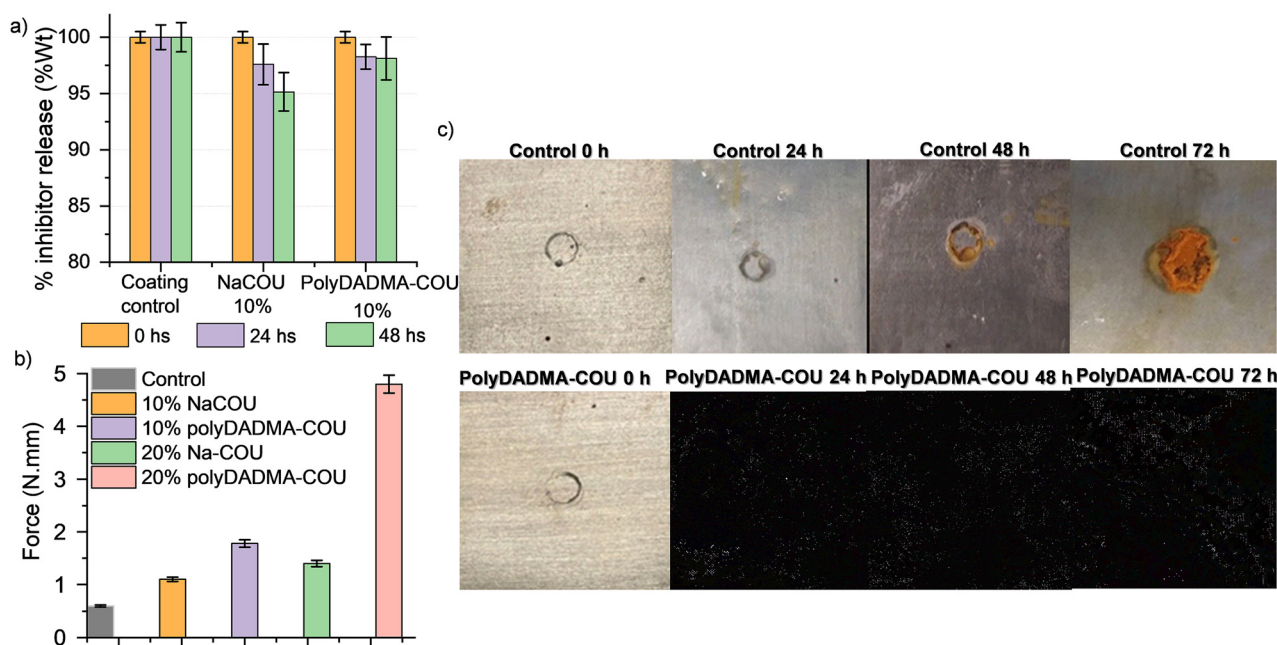 a)
% inhibitor release (%Wt)
100
95
90
85
80
Coating control
NaCOU 10%
PolyDADMA-COU 10%
0 hs
24 hs
48 hs
b)
Force (N.mm)
5
4
3
2
1
0
Control
10% NaCOU
10% polyDADMA-COU
20% Na-COU
20% polyDADMA-COU
c)
Control 0 h
Control 24 h
Control 48 h
Control 72 h
PolyDADMA-COU 0 h
PolyDADMA-COU 24 h
PolyDADMA-COU 48 h
PolyDADMA-COU 72 h